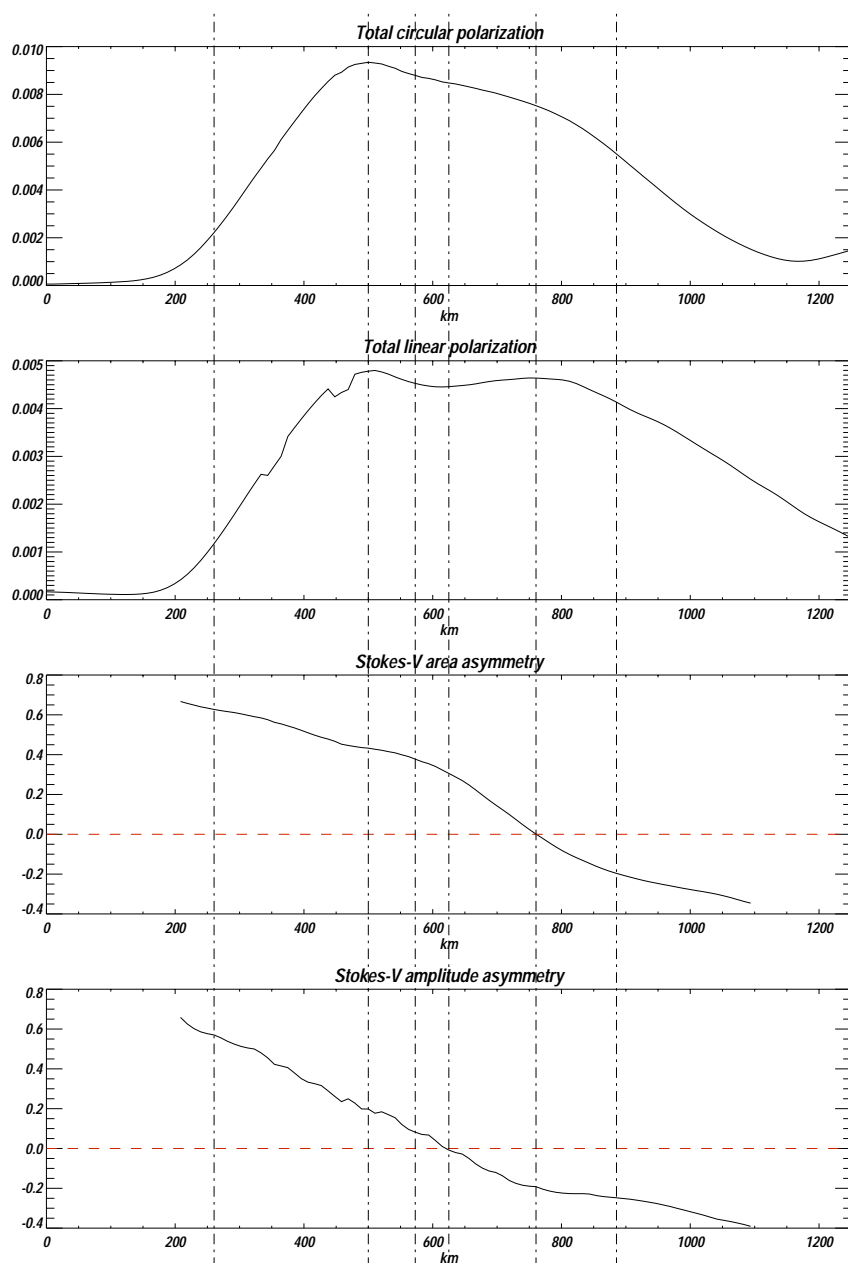 Total circular polarization
0.010
0.008
0.006
0.004
0.002
0.000
0 200 400 600 800 1000 1200
km
Total linear polarization
0.005
0.004
0.003
0.002
0.001
0.000
0 200 400 600 800 1000 1200
km
Stokes-V area asymmetry
0.8
0.6
0.4
0.2
0.0
-0.2
-0.4
0 200 400 600 800 1000 1200
km
Stokes-V amplitude asymmetry
0.8
0.6
0.4
0.2
0.0
-0.2
-0.4
0 200 400 600 800 1000 1200
km